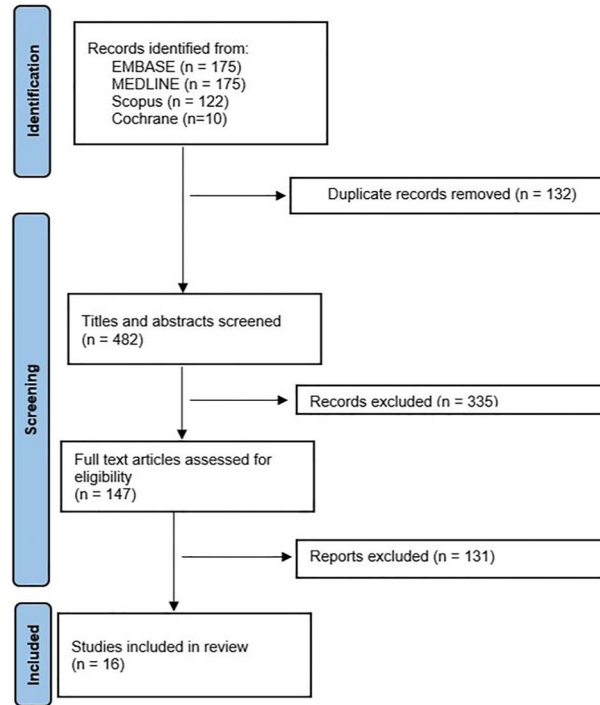 Identification
Records identified from:
EMBASE (n = 175)
MEDLINE (n = 175)
Scopus (n = 122)
Cochrane (n=10)
Duplicate records removed (n = 132)
Screening
Titles and abstracts screened
(n = 482)
Records excluded (n = 335)
Full text articles assessed for
eligibility
(n = 147)
Reports excluded (n = 131)
Included
Studies included in review
(n = 16)